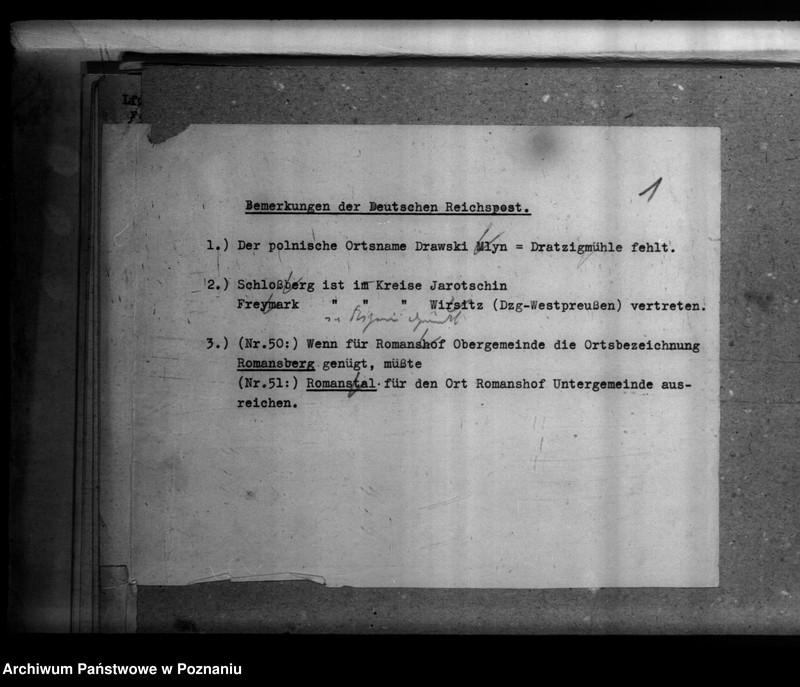 1
Bemerkungen der Deutschen Reichspost.
1.) Der polnische Ortsname Drawski Młyn = Dratzigmühle fehlt.
2.) Schloßberg ist im Kreise Jarotschin
Freymark " " " Wirsitz (Dzg-Westpreußen) vertreten.
3.) (Nr.50:) Wenn für Romanshof Obergemeinde die Ortsbezeichnung
Romansberg genügt, müßte
(Nr.51:) Romanstal für den Ort Romanshof Untergemeinde aus-
reichen.
Archiwum Państwowe w Poznaniu